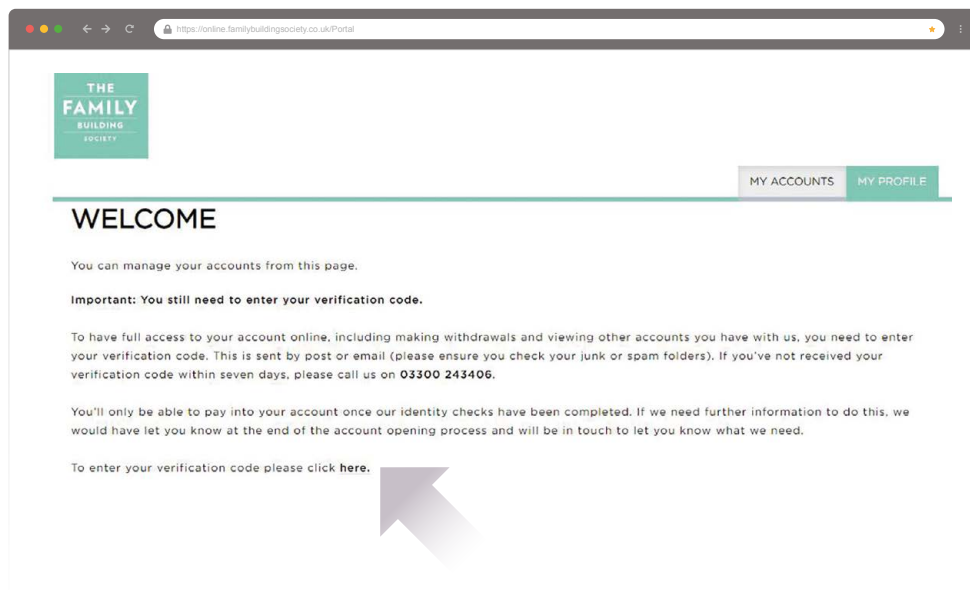 https://online.familybuildingsociety.co.uk/Portal
THE
FAMILY
BUILDING
SOCIETY
MY ACCOUNTS MY PROFILE
WELCOME
You can manage your accounts from this page.
Important: You still need to enter your verification code.
To have full access to your account online, including making withdrawals and viewing other accounts you have with us, you need to enter
your verification code. This is sent by post or email (please ensure you check your junk or spam folders). If you've not received your
verification code within seven days, please call us on 03300 243406.
You'll only be able to pay into your account once our identity checks have been completed. If we need further information to do this, we
would have let you know at the end of the account opening process and will be in touch to let you know what we need.
To enter your verification code please click here.